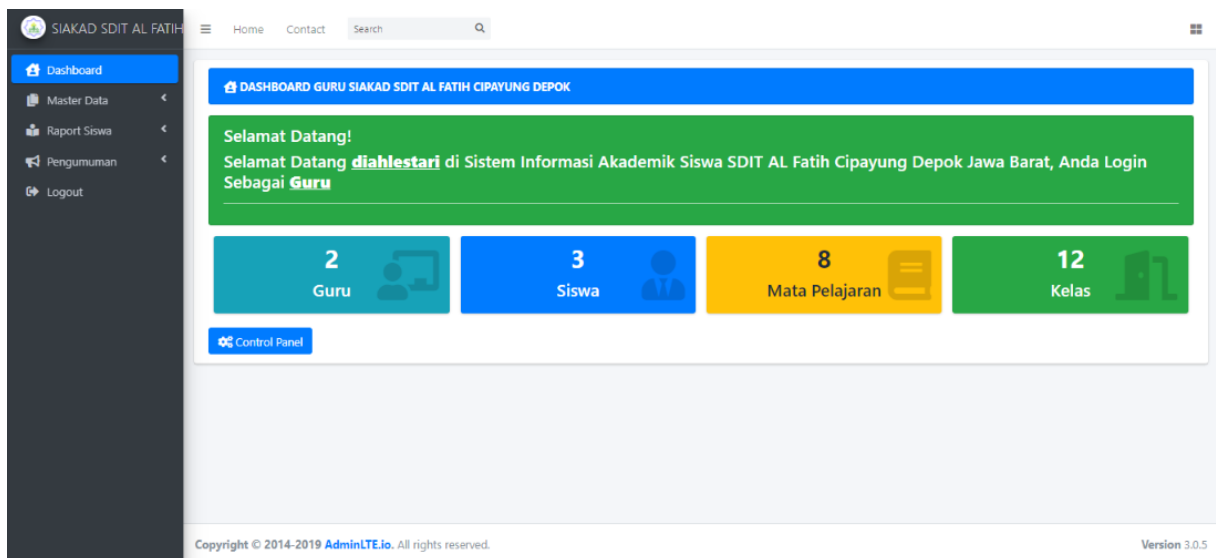 SIAKAD SDIT AL FATIH
Home Contact Search
Dashboard
Master Data
Raport Siswa
Pengumuman
Logout
DASHBOARD GURU SIAKAD SDIT AL FATIH CIPAYUNG DEPOK
Selamat Datang!
Selamat Datang diahlestari di Sistem Informasi Akademik Siswa SDIT AL Fatih Cipayung Depok Jawa Barat, Anda Login
Sebagai Guru
2
Guru
3
Siswa
8
Mata Pelajaran
12
Kelas
Control Panel
Copyright © 2014-2019 AdminLTE.io. All rights reserved.
Version 3.0.5